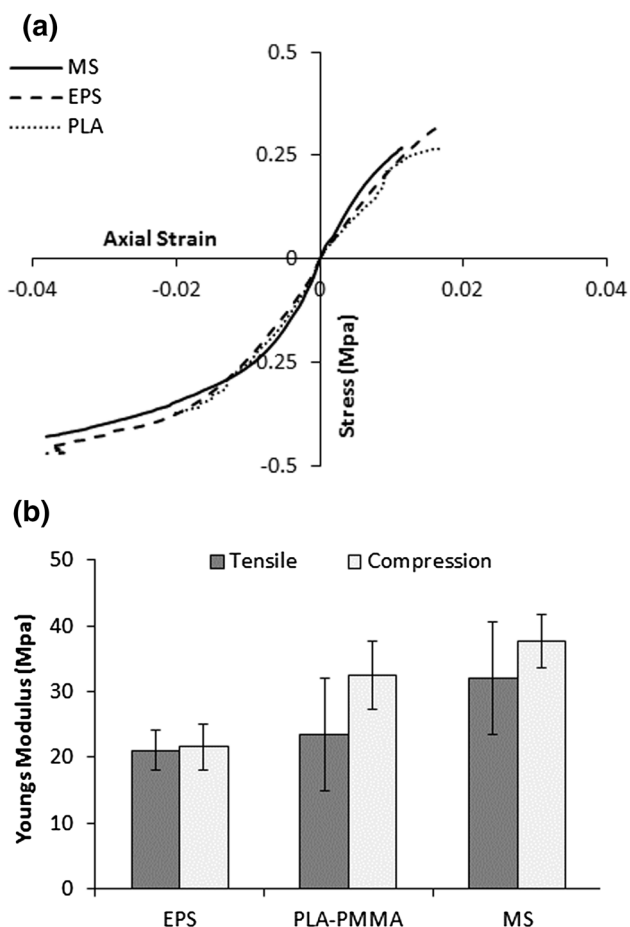 (a)
MS
EPS
PLA
0.5
0.25
0
-0.25
-0.5
Axial Strain
-0.04
-0.02
0
0.02
0.04
Stress (Mpa)
(b)
Tensile
Compression
50
40
30
20
10
0
Youngs Modulus (Mpa)
EPS
PLA-PMMA
MS